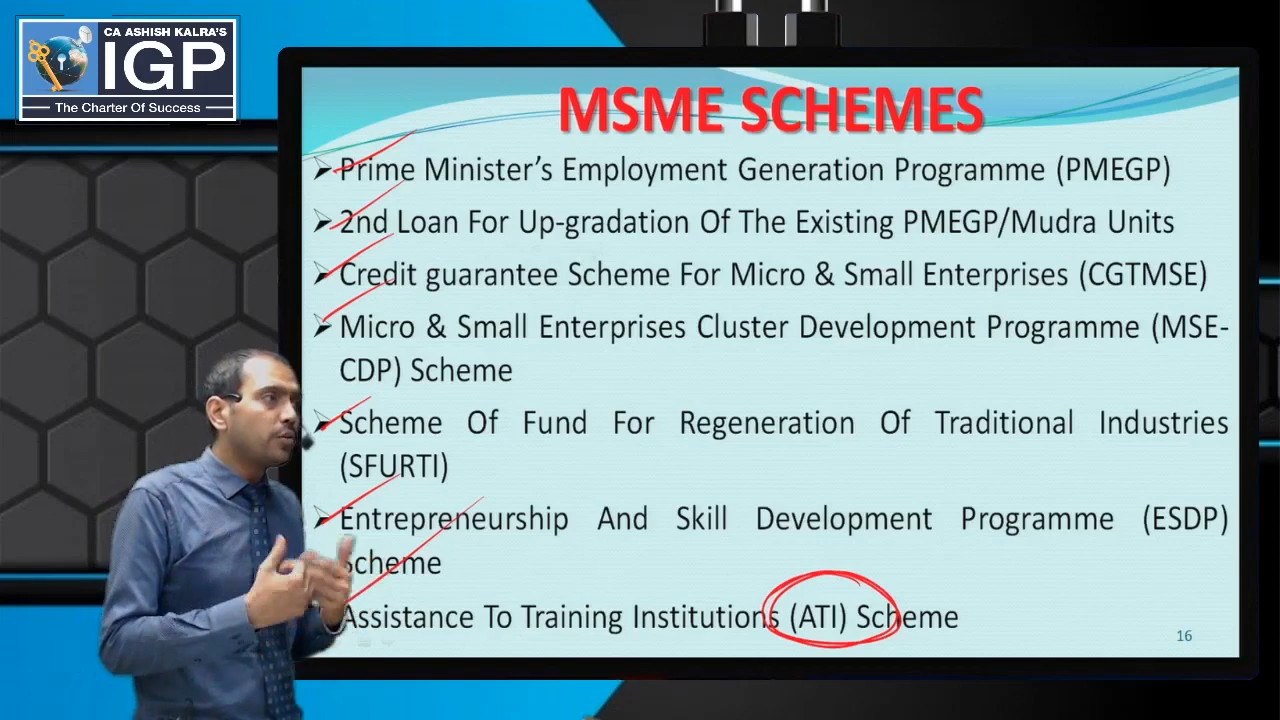 CA ASHISH KALRA'S
IGP
The Charter Of Success
MSME SCHEMES
Prime Minister's Employment Generation Programme (PMEGP)
2nd Loan For Up-gradation Of The Existing PMEGP/Mudra Units
Credit guarantee Scheme For Micro & Small Enterprises (CGTMSE)
Micro & Small Enterprises Cluster Development Programme (MSE-
CDP) Scheme
Scheme Of Fund For Regeneration Of Traditional Industries
(SFURTI)
Entrepreneurship And Skill Development Programme (ESDP)
Scheme
Assistance To Training Institutions (ATI) Scheme
16